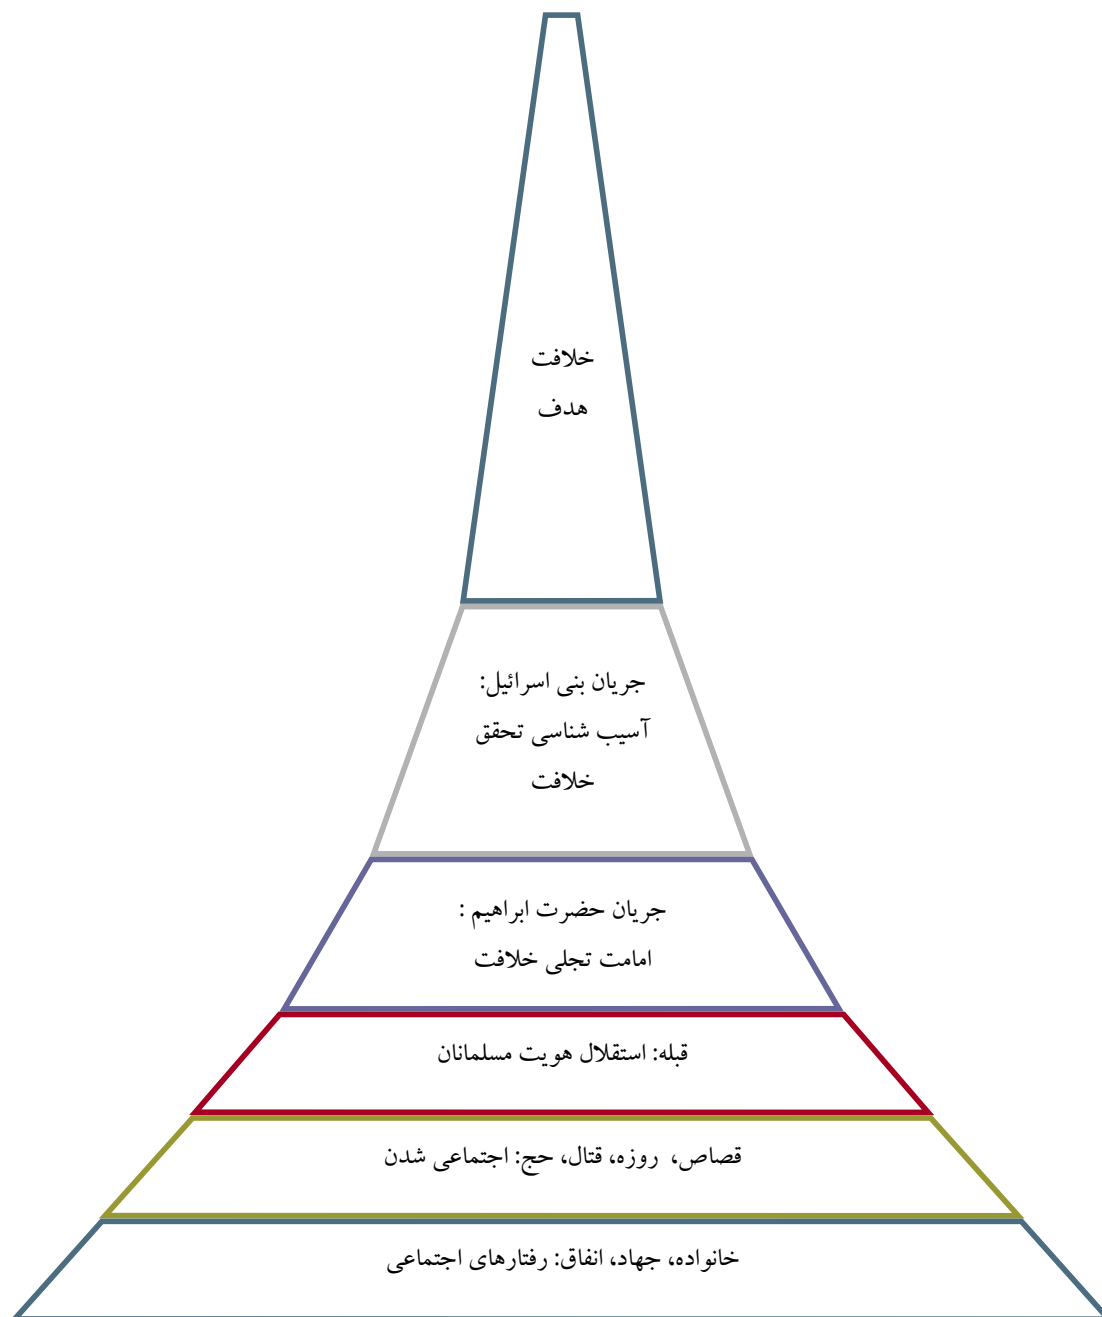 خلافت
هدف
جریان بنی اسرائیل:
آسیب شناسی تحقق
خلافت
جریان حضرت ابراهیم :
امامت تجلی خلافت
قبله: استقلال هویت مسلمانان
قصاص، روزه، قتال، حج: اجتماعی شدن
خانواده، جهاد، انفاق: رفتارهای اجتماعی